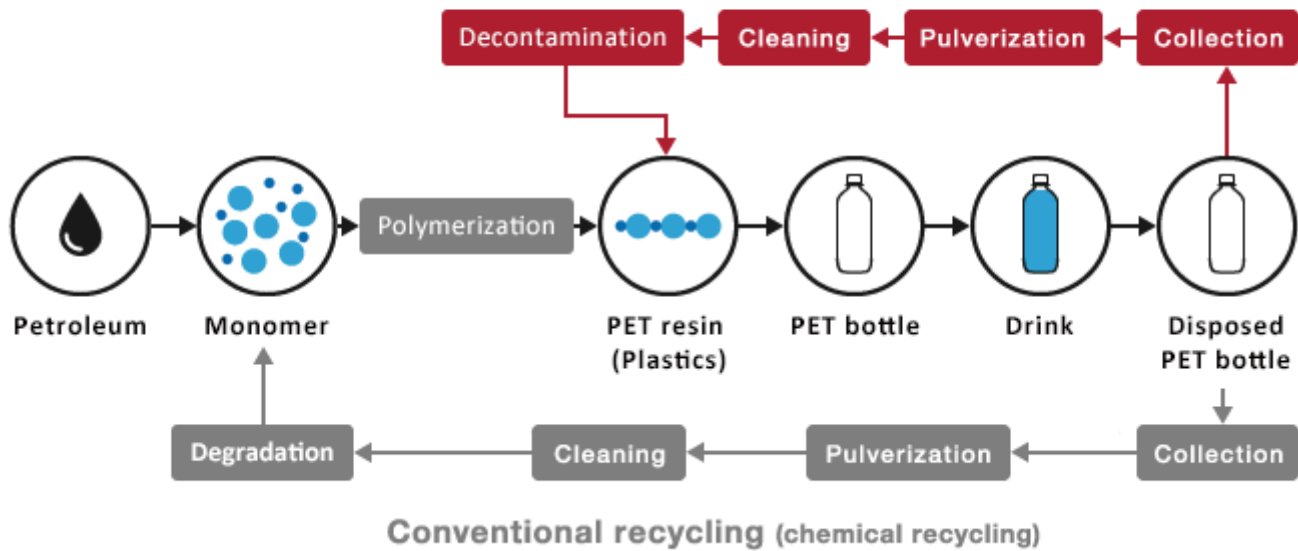 Decontamination
Cleaning
Pulverization
Collection
Polymerization
Petroleum
Monomer
PET resin
(Plastics)
PET bottle
Drink
Disposed
PET bottle
Degradation
Cleaning
Pulverization
Collection
Conventional recycling (chemical recycling)